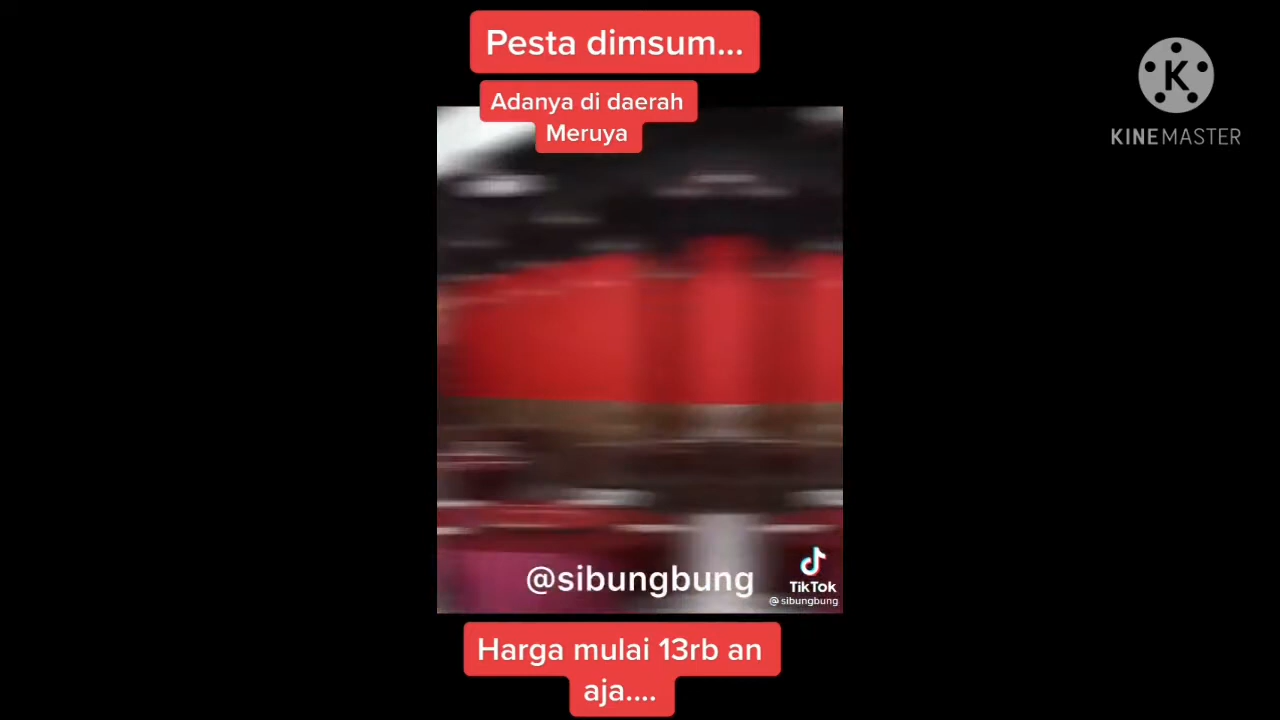 Pesta dimsum...
Adanya di daerah
Meruya
K
KINEMASTER
@sibungbung
TikTok
@sibungbung
Harga mulai 13rb an
aja....